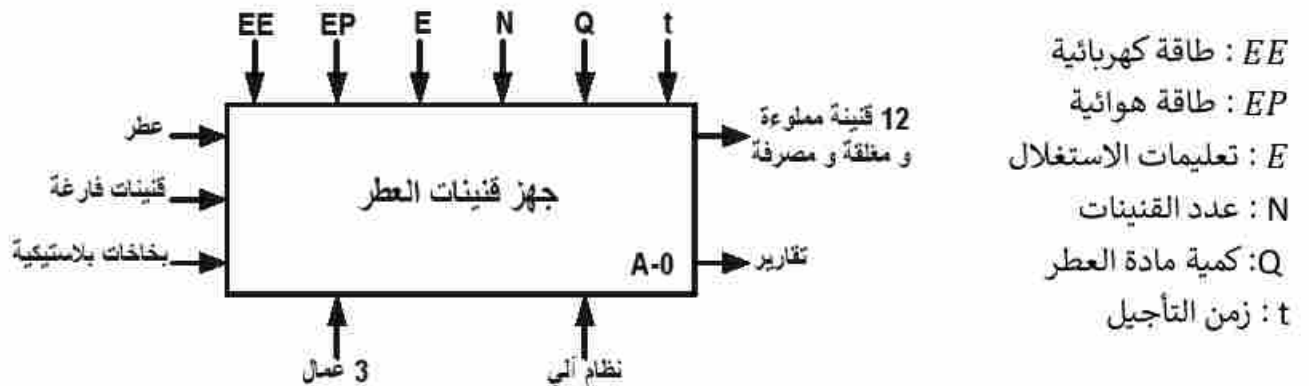 EE EP E N Q t
عطر
قنينات فارغة
بخاخات بلاستيكية
جهز قنينات العطر
A-0
12 قنينة مملوءة
و مغلقة و مصرفة
تقارير
3 عمال
نظام آلي
EE : طاقة كهربائية
EP : طاقة هوائية
E : تعليمات الاستغلال
N : عدد القنينات
Q: كمية مادة العطر
t : زمن التأجيل